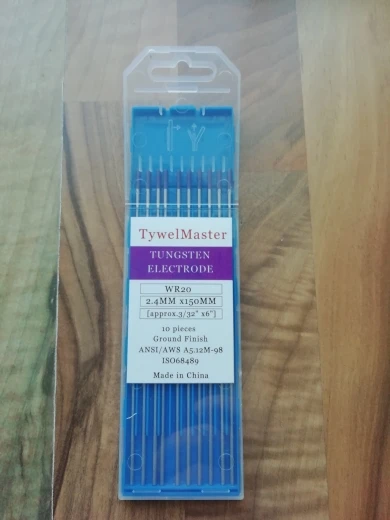 TywelMaster
TUNGSTEN
ELECTRODE
WR20
2.4MM x150MM
[approx.3/32" x6"]
10 pieces
Ground Finish
ANSI/AWS A5.12M-98
ISO68489
Made in China